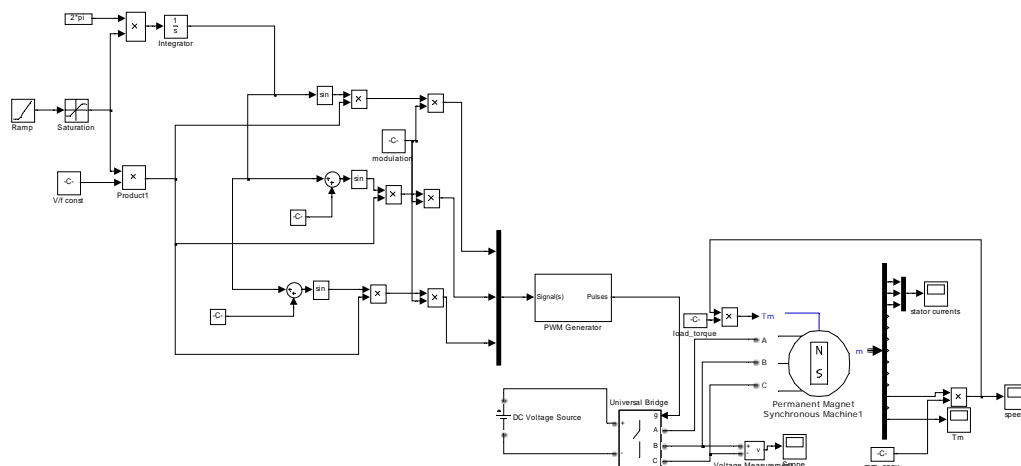 2*pi
×
1
s
Integrator
Ramp
Saturation
sin
×
×
-C-
modulation
-C-
V/f const
×
Product1
sin
×
×
-C-
sin
×
×
-C-
Signal(s)
Pulses
PWM Generator
-C-
load_torque
×
Tm
A
B
C
N
S
m
Permanent Magnet
Synchronous Machine1
stator currents
×
Tm
-C-
DC Voltage Source
Universal Bridge
g
+
A
B
-
C
+
-
v